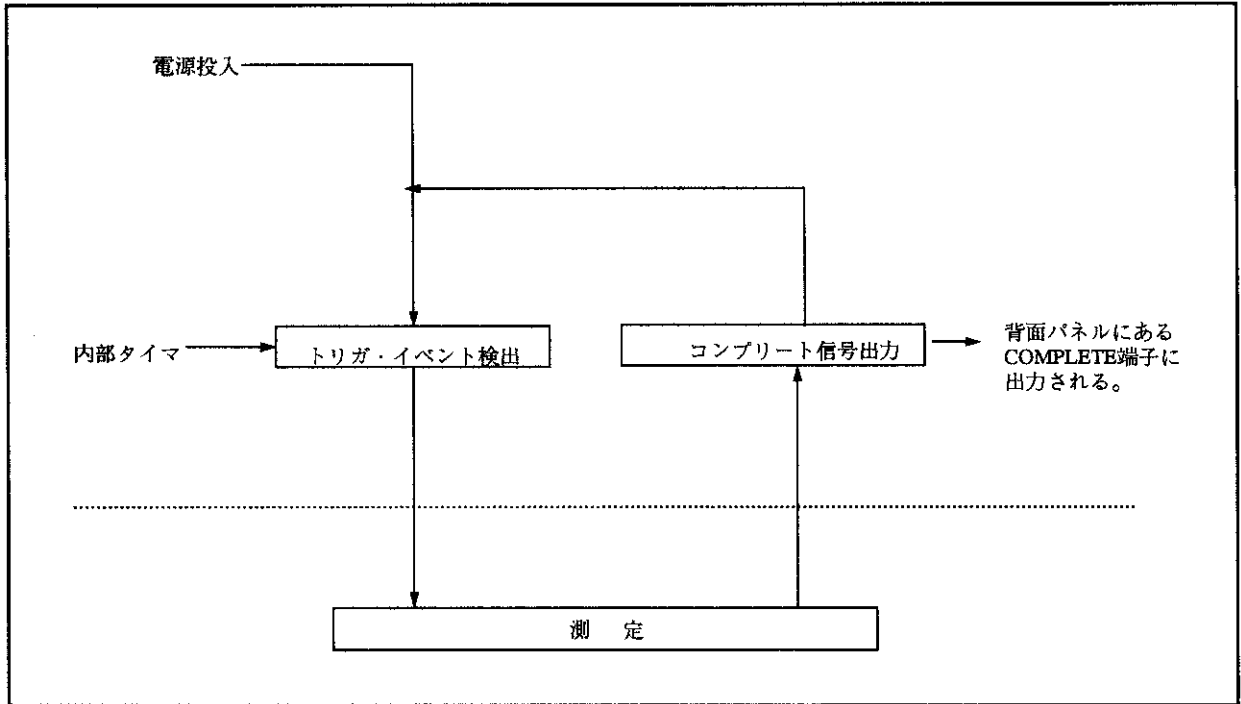 電源投入
内部タイマ
トリガ・イベント検出
コンプリート信号出力
背面パネルにある
COMPLETE端子に
出力される。
測 定